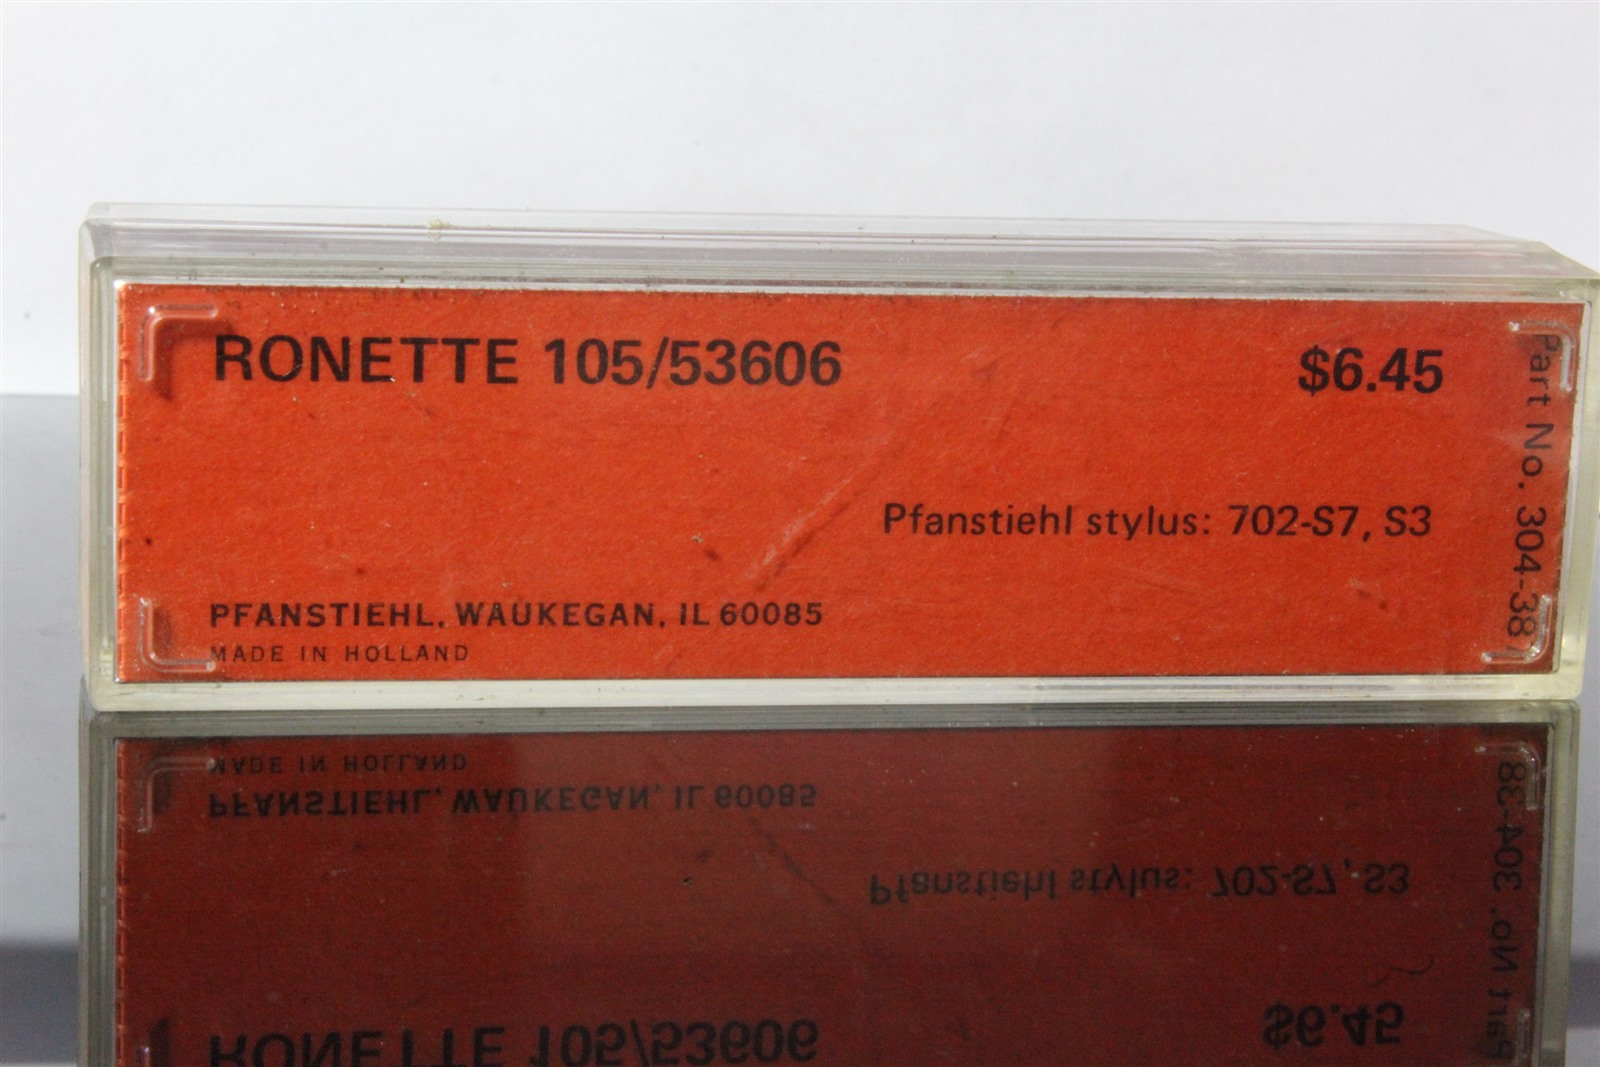 RONETTE 105/53606
$6.45
Pfanstiehl stylus: 702-S7, S3
PFANSTIEHL, WAUKEGAN, IL 60085
MADE IN HOLLAND
Part No. 304-38